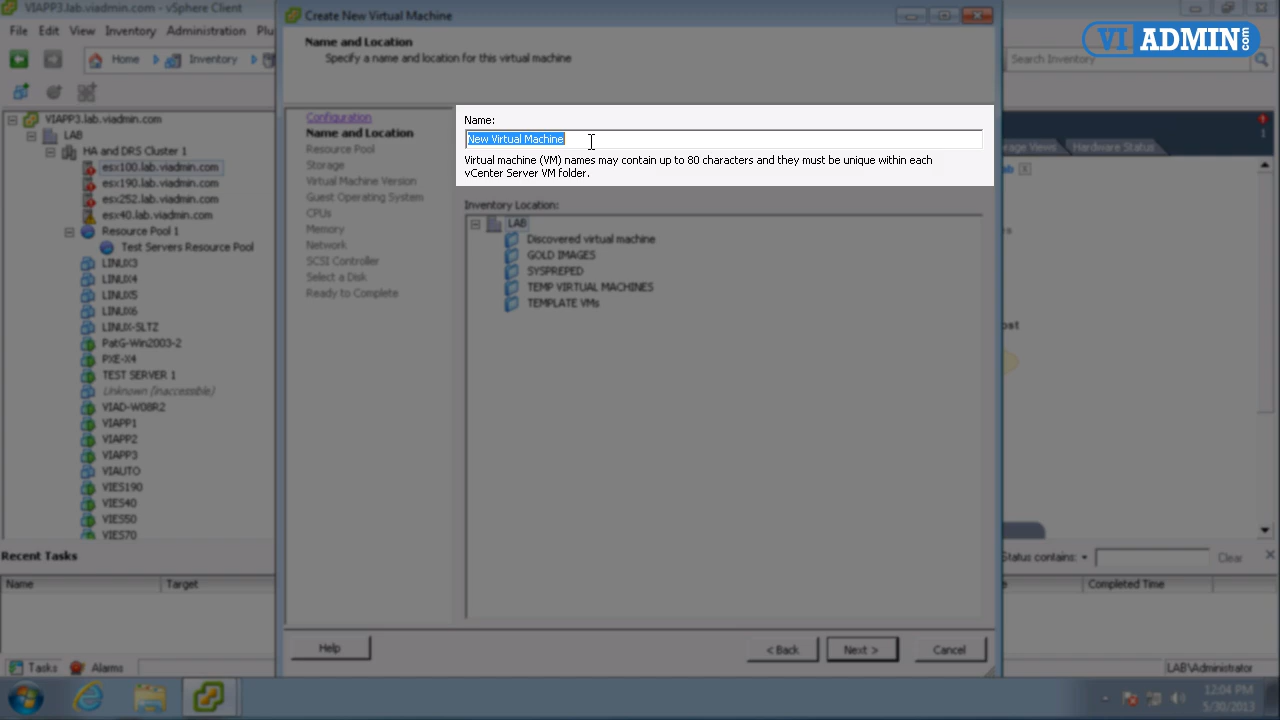 VIAPP3.lab.viadmin.com - vSphere Client
File Edit View Inventory Administration
Home Inventory
Search Inventory
VI ADMIN.com
Create New Virtual Machine
Name and Location
Specify a name and location for this virtual machine
Configuration
Name and Location
Resource Pool
Storage
Virtual Machine Version
Guest Operating System
CPUs
Memory
Network
SCSI Controller
Select a Disk
Ready to Complete
Name:
New Virtual Machine
Virtual machine (VM) names may contain up to 80 characters and they must be unique within each
vCenter Server VM folder.
Inventory Location:
LAB
Discovered virtual machine
GOLD IMAGES
SYSPREPED
TEMP VIRTUAL MACHINES
TEMPLATE VMs
Help
< Back
Next >
Cancel
VIAPP3.lab.viadmin.com
LAB
HA and DRS Cluster 1
esx100.lab.viadmin.com
esx190.lab.viadmin.com
esx252.lab.viadmin.com
esx40.lab.viadmin.com
Resource Pool 1
Test Servers Resource Pool
LINUX3
LINUX4
LINUX5
LINUX6
LINUX-SLTZ
PatG-Win2003-2
PXE-X4
TEST SERVER 1
Unknown (inaccessible)
VIAD-W08R2
VIAPP1
VIAPP2
VIAPP3
VIAUTO
VIES190
VIES40
VIES50
VIES70
Views Hardware Status
Recent Tasks
Status contains: Clear
Name Target Completed Time
Tasks Alarms
LAB\Administrator
12:04 PM
5/30/2013